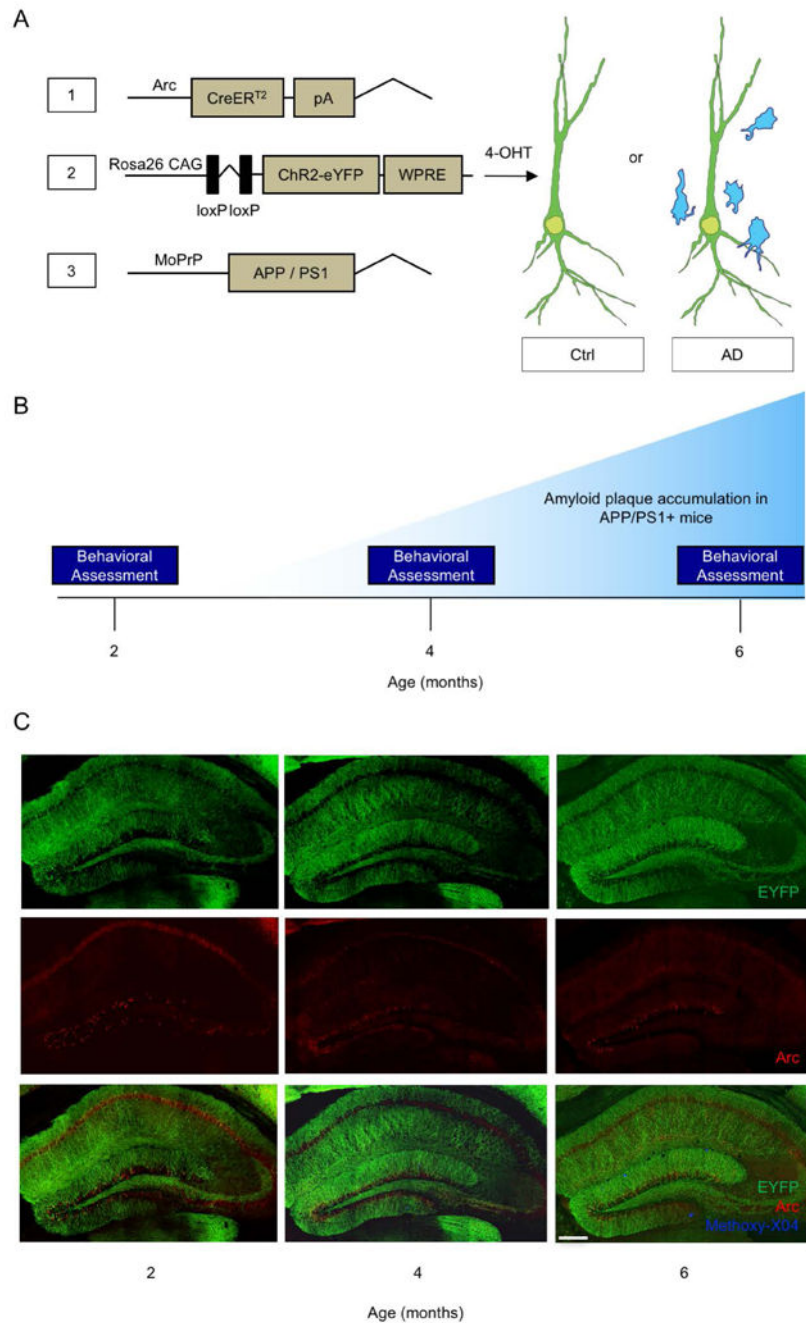 A
1
Arc
CreERT2
pA
2
Rosa26 CAG
ChR2-eYFP
WPRE
loxP
loxP
4-OHT
or
3
MoPrP
APP / PS1
Ctrl
AD
B
Amyloid plaque accumulation in
APP/PS1+ mice
Behavioral
Assessment
Behavioral
Assessment
Behavioral
Assessment
2
4
6
Age (months)
C
EYFP
Arc
EYFP
Arc
Methoxy-X04
2
4
6
Age (months)